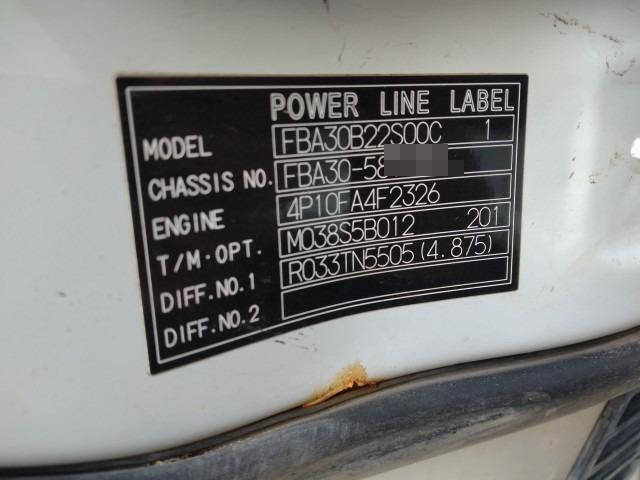 POWER LINE LABEL
MODEL FBA30B22S00C 1
CHASSIS NO. FBA30-58
ENGINE 4P10FA4F2326
T/M·OPT. M038S5B012 201
DIFF.NO.1 R033TN5505(4.875)
DIFF.NO.2